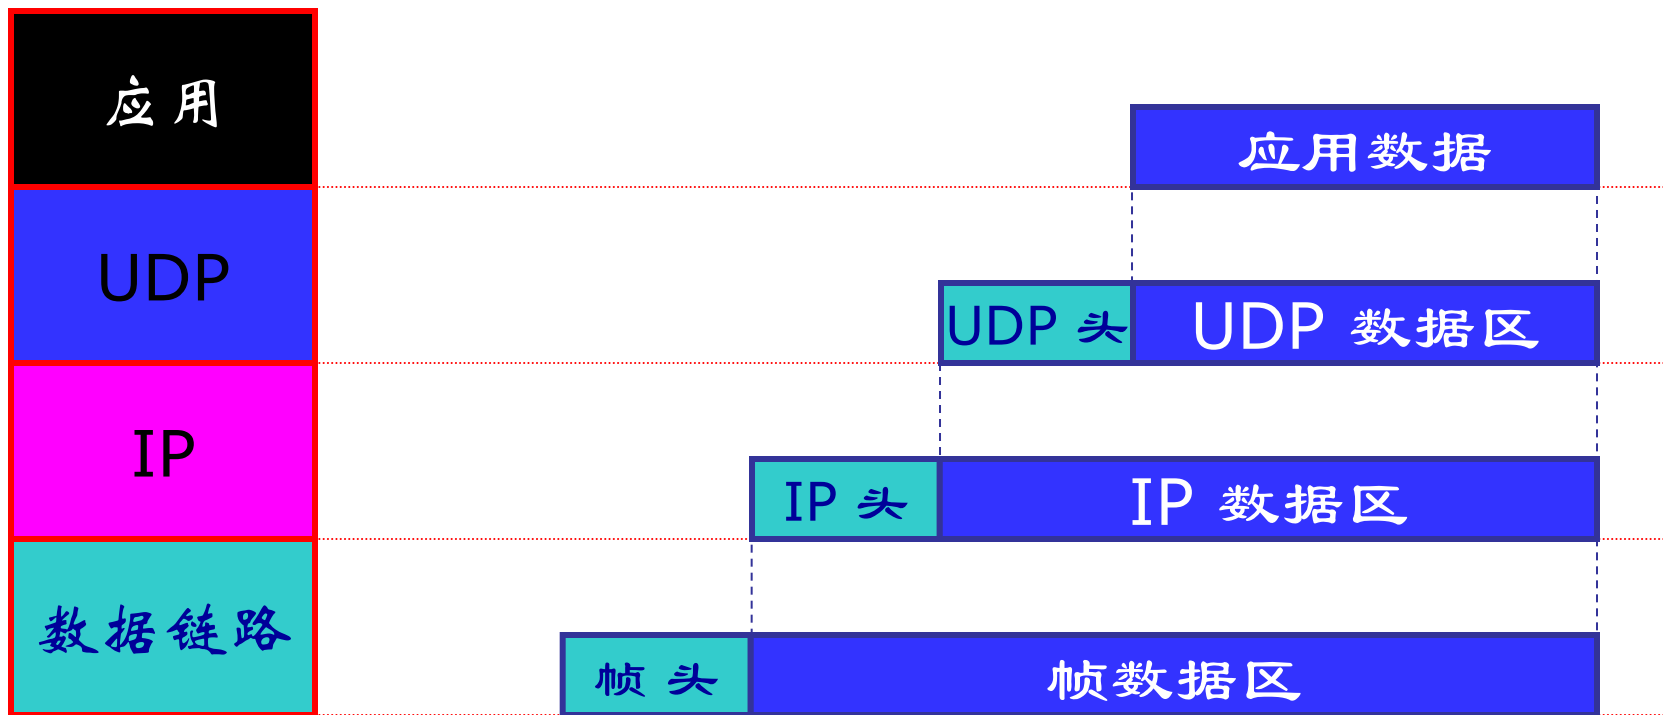 应用
应用数据
UDP
UDP 头
UDP 数据区
IP
IP 头
IP 数据区
数据链路
帧 头
帧数据区